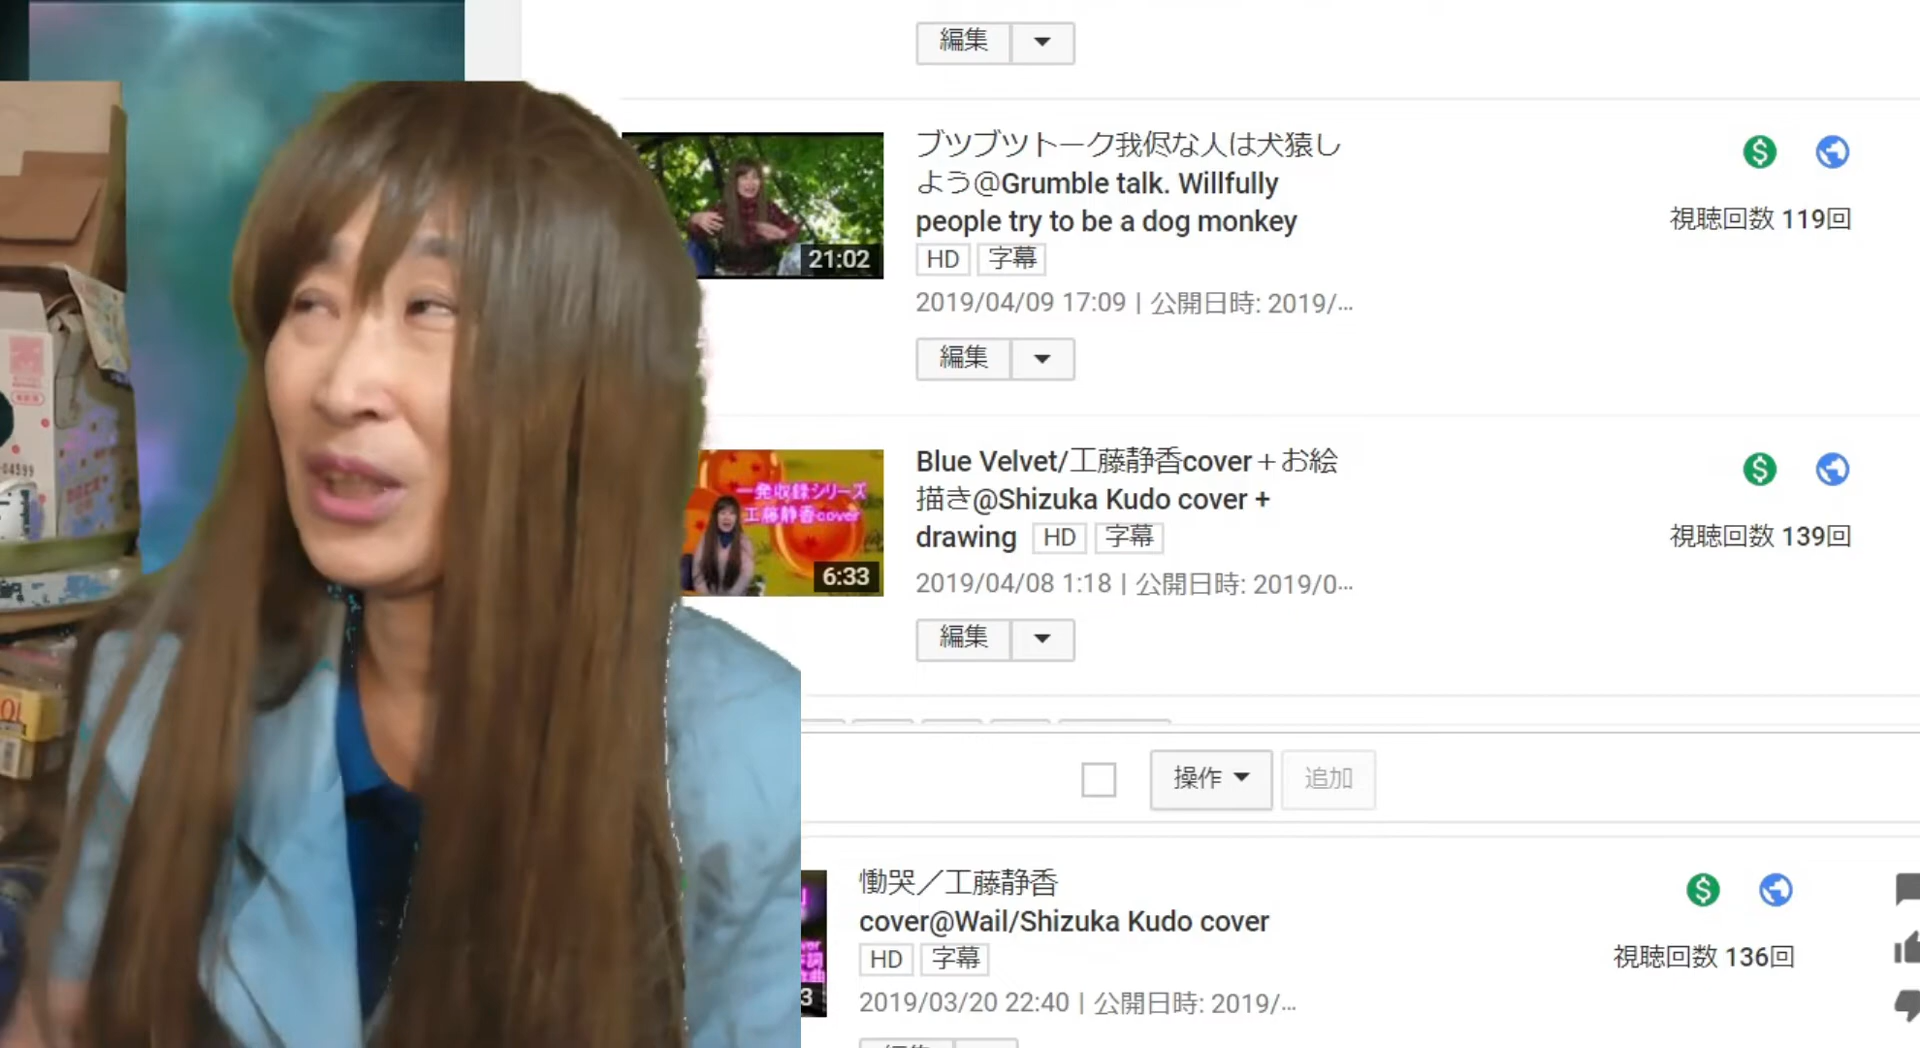 編集
ブツブツトーク我侭な人は犬猿し
よう@Grumble talk. Willfully
people try to be a dog monkey
HD 字幕
2019/04/09 17:09 | 公開日時: 2019/...
編集
視聴回数 119回
21:02
Blue Velvet/工藤静香cover＋お絵
描き@Shizuka Kudo cover +
drawing HD 字幕
2019/04/08 1:18 | 公開日時: 2019/0...
編集
視聴回数 139回
一発収録シリーズ
工藤静香cover
6:33
操作 追加
慟哭／工藤静香
cover@Wail/Shizuka Kudo cover
HD 字幕
2019/03/20 22:40 | 公開日時: 2019/...
視聴回数 136回
3
-04599